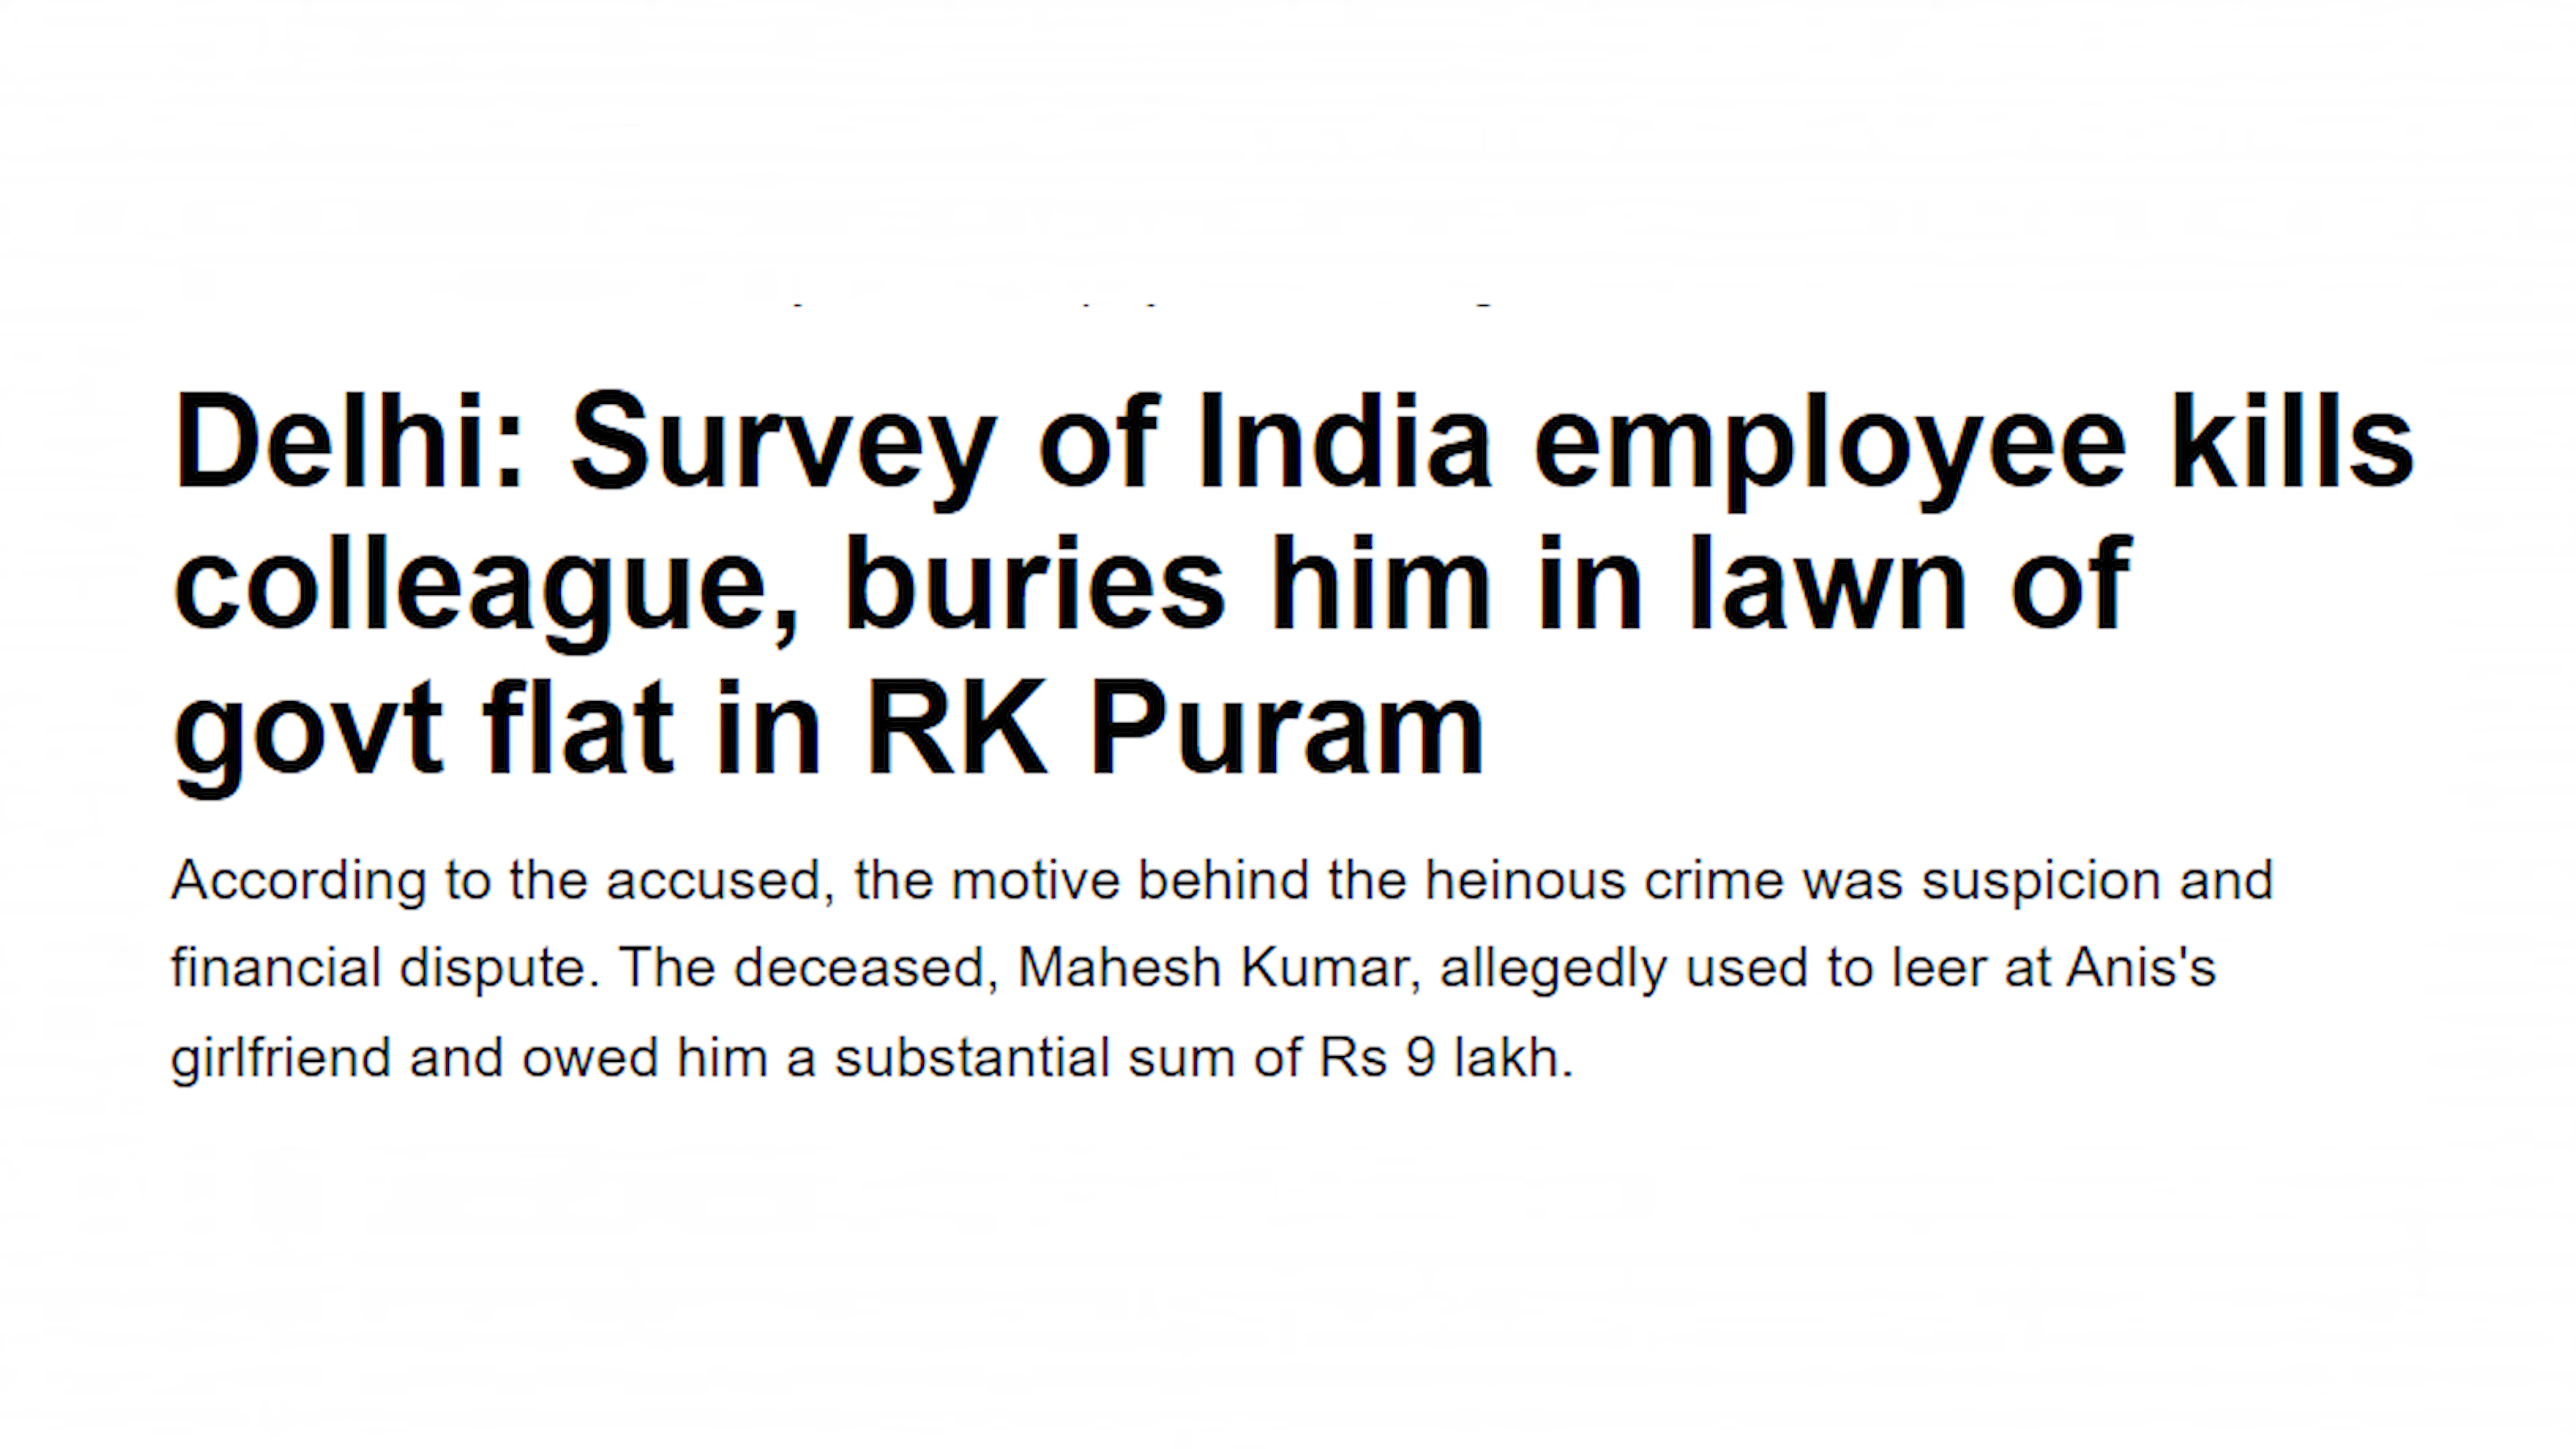 Delhi: Survey of India employee kills
colleague, buries him in lawn of
govt flat in RK Puram
According to the accused, the motive behind the heinous crime was suspicion and
financial dispute. The deceased, Mahesh Kumar, allegedly used to leer at Anis's
girlfriend and owed him a substantial sum of Rs 9 lakh.